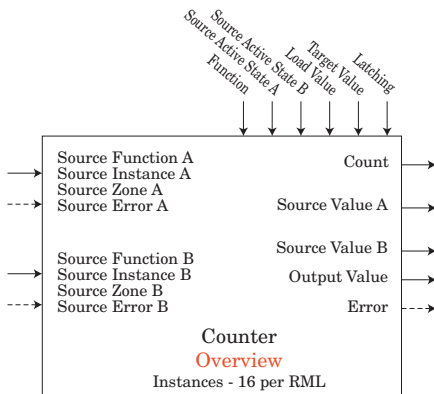 Function
Source Active State A
Source Active State B
Load Value
Target Value
Latching
Source Function A
Source Instance A
Source Zone A
Source Error A
Source Function B
Source Instance B
Source Zone B
Source Error B
Count
Source Value A
Source Value B
Output Value
Error
Counter
Overview
Instances - 16 per RML